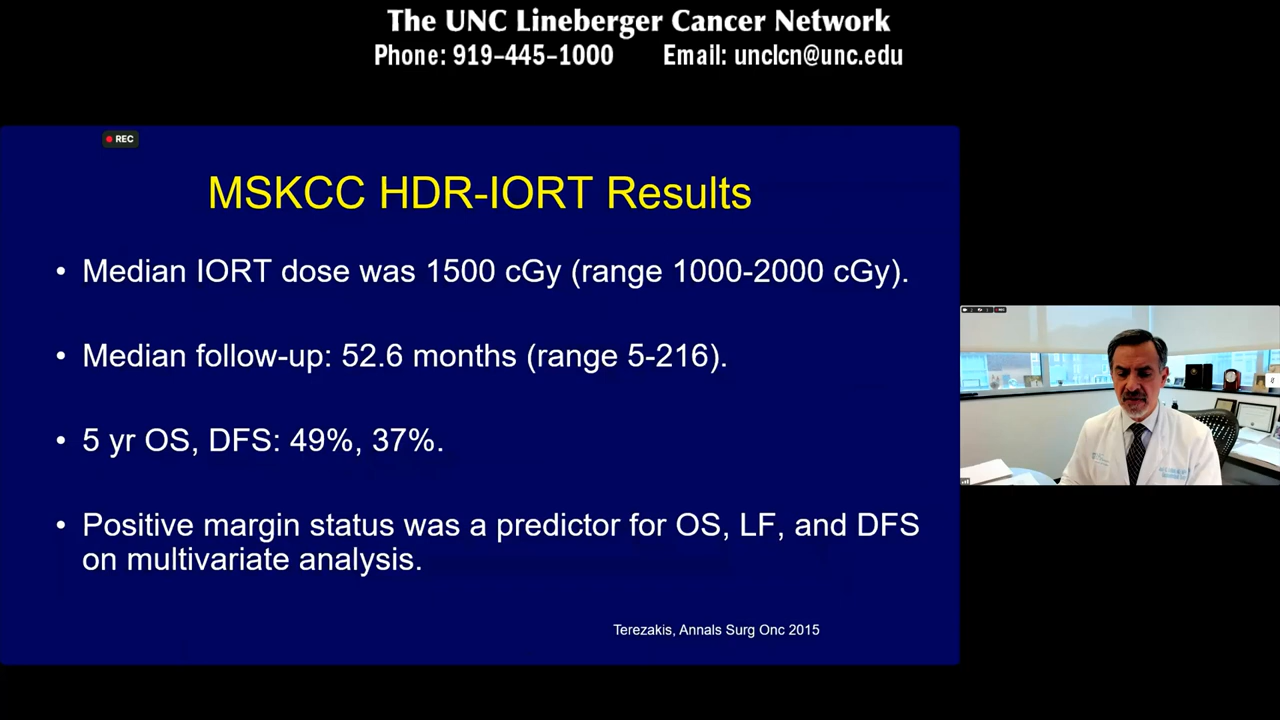 The UNC Lineberger Cancer Network
Phone: 919-445-1000 Email: unclcn@unc.edu
REC
MSKCC HDR-IORT Results
• Median IORT dose was 1500 cGy (range 1000-2000 cGy).
• Median follow-up: 52.6 months (range 5-216).
• 5 yr OS, DFS: 49%, 37%.
• Positive margin status was a predictor for OS, LF, and DFS
on multivariate analysis.
Terezakis, Annals Surg Onc 2015